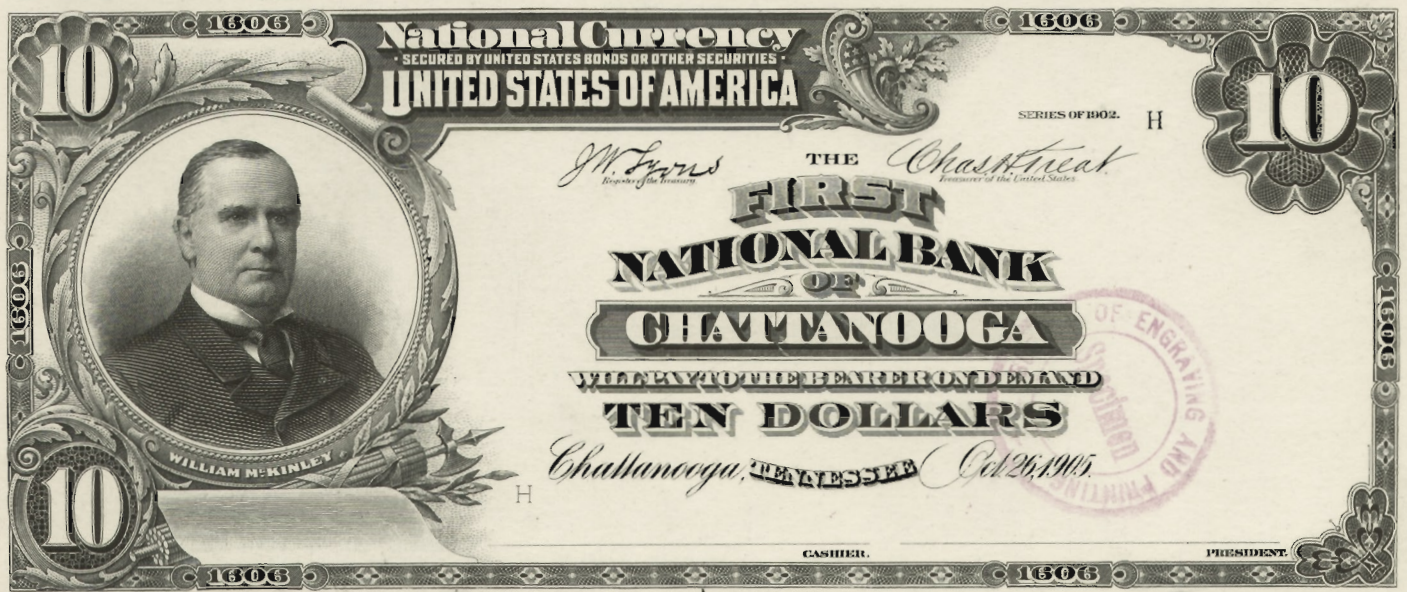 1606 1606
National Currency
SECURED BY UNITED STATES BONDS OR OTHER SECURITIES
UNITED STATES OF AMERICA
10 10
SERIES OF 1902. H
J.W. Lyons THE Chas H. Treat
Register of the Treasury. Treasurer of the United States
FIRST
NATIONAL BANK
OF
CHATTANOOGA
WILL PAY TO THE BEARER ON DEMAND
TEN DOLLARS
Chattanooga, TENNESSEE Oct. 26, 1905.
1606 1606
OF ENGRAVING AND PRINTING
WILLIAM McKINLEY
H
10
CASHIER. PRESIDENT.
1606 1606